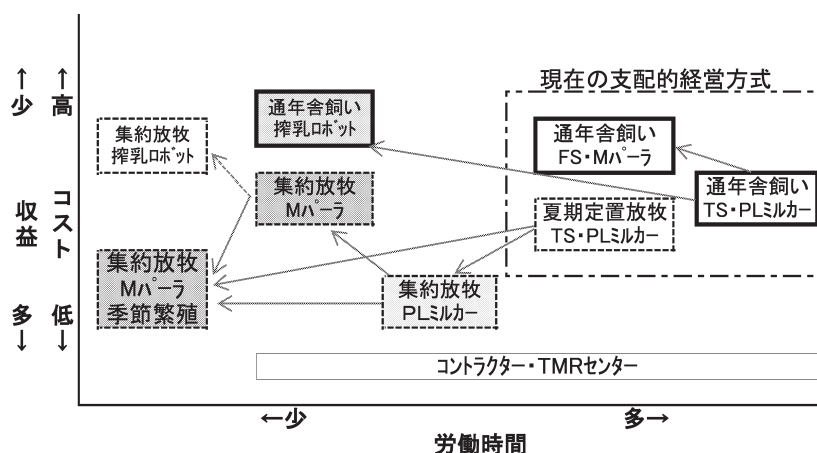 現在の支配的経営方式
←高
←少
コスト
収益
低→
多→
通年舎飼い
搾乳ロボット
集約放牧
搾乳ロボット
通年舎飼い
FS・Mパーラ
集約放牧
Mパーラ
通年舎飼い
TS・PLミルカー
夏期定置放牧
TS・PLミルカー
集約放牧
Mパーラ
季節繁殖
集約放牧
PLミルカー
コントラクター・TMRセンター
←少
多→
労働時間